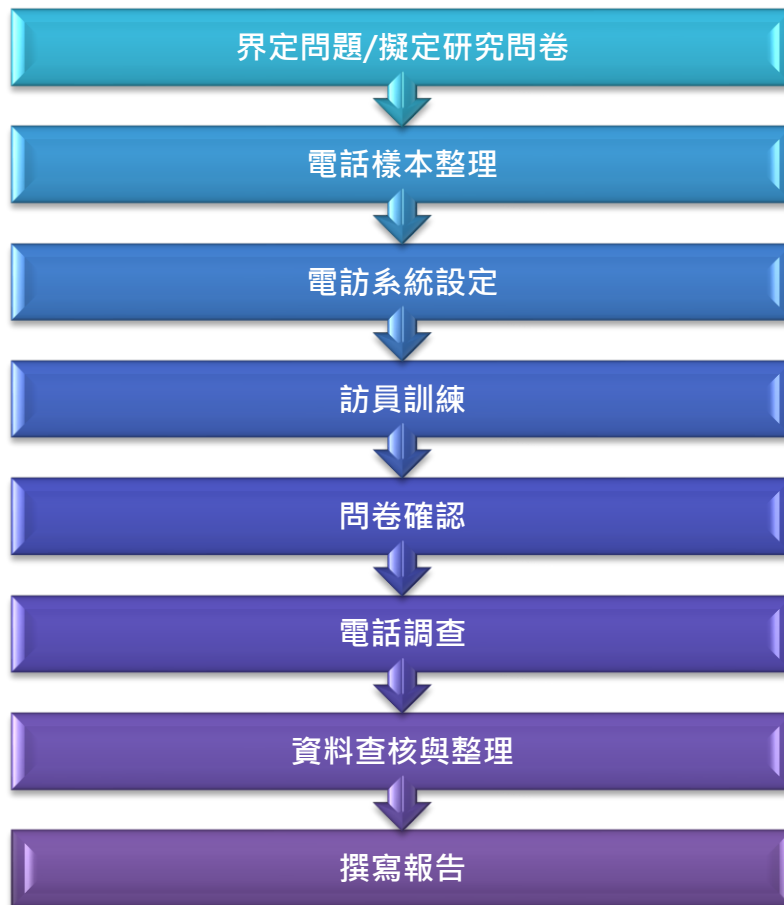 界定問題/擬定研究問卷
電話樣本整理
電訪系統設定
訪員訓練
問卷確認
電話調查
資料查核與整理
撰寫報告